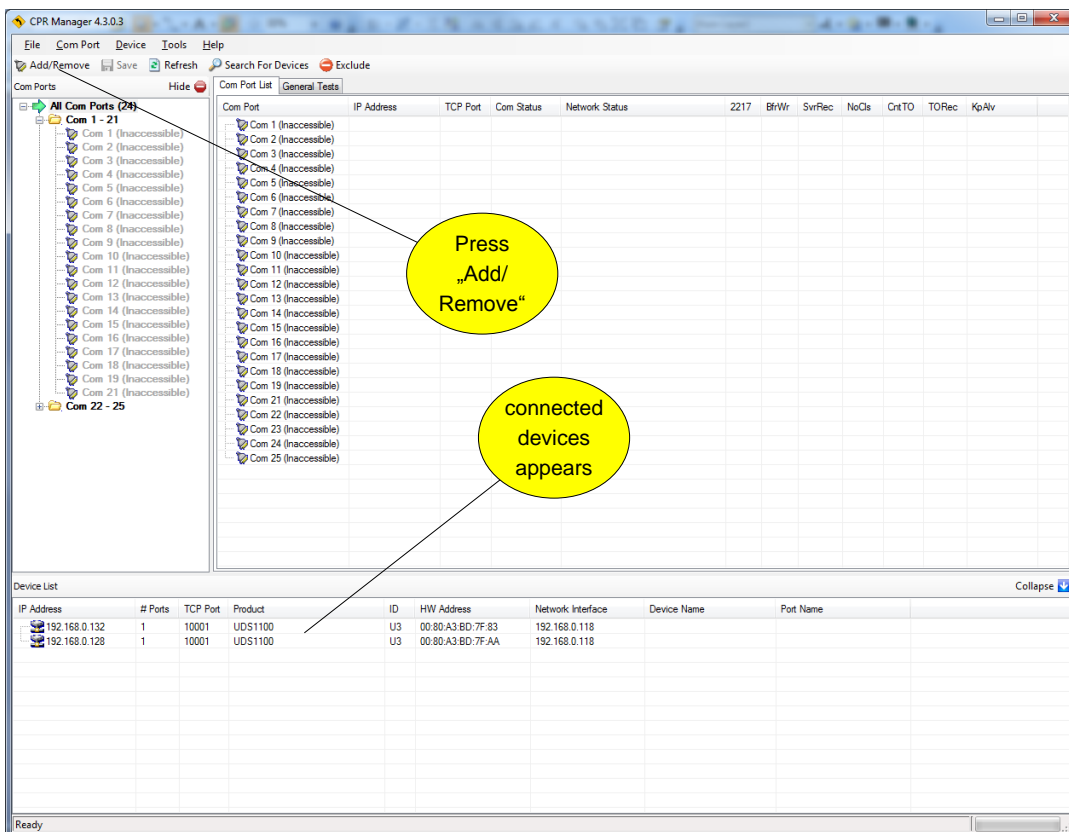 CPR Manager 4.3.0.3
File Com Port Device Tools Help
Add/Remove Save Refresh Search For Devices Exclude
Com Ports Hide
All Com Ports (24)
Com 1 - 21
Com 1 (Inaccessible)
Com 2 (Inaccessible)
Com 3 (Inaccessible)
Com 4 (Inaccessible)
Com 5 (Inaccessible)
Com 6 (Inaccessible)
Com 7 (Inaccessible)
Com 8 (Inaccessible)
Com 9 (Inaccessible)
Com 10 (Inaccessible)
Com 11 (Inaccessible)
Com 12 (Inaccessible)
Com 13 (Inaccessible)
Com 14 (Inaccessible)
Com 15 (Inaccessible)
Com 16 (Inaccessible)
Com 17 (Inaccessible)
Com 18 (Inaccessible)
Com 19 (Inaccessible)
Com 21 (Inaccessible)
Com 22 - 25
Com Port List General Tests
Com Port IP Address TCP Port Com Status Network Status 2217 BfrWr SvrRec NoCls CntTO TORec KpAlv
Com 1 (Inaccessible)
Com 2 (Inaccessible)
Com 3 (Inaccessible)
Com 4 (Inaccessible)
Com 5 (Inaccessible)
Com 6 (Inaccessible)
Com 7 (Inaccessible)
Com 8 (Inaccessible)
Com 9 (Inaccessible)
Com 10 (Inaccessible)
Com 11 (Inaccessible)
Com 12 (Inaccessible)
Com 13 (Inaccessible)
Com 14 (Inaccessible)
Com 15 (Inaccessible)
Com 16 (Inaccessible)
Com 17 (Inaccessible)
Com 18 (Inaccessible)
Com 19 (Inaccessible)
Com 21 (Inaccessible)
Com 22 (Inaccessible)
Com 23 (Inaccessible)
Com 24 (Inaccessible)
Com 25 (Inaccessible)
Press
„Add/
Remove“
connected
devices
appears
Device List Collapse
IP Address # Ports TCP Port Product ID HW Address Network Interface Device Name Port Name
192.168.0.132 1 10001 UDS1100 U3 00:80:A3:BD:7F:83 192.168.0.118
192.168.0.128 1 10001 UDS1100 U3 00:80:A3:BD:7F:AA 192.168.0.118
Ready